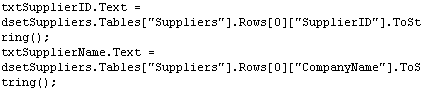 txtSupplierID.Text =
dsetSuppliers.Tables["Suppliers"].Rows[0]["SupplierID"].ToSt
ring();
txtSupplierName.Text =
dsetSuppliers.Tables["Suppliers"].Rows[0]["CompanyName"].ToS
tring();